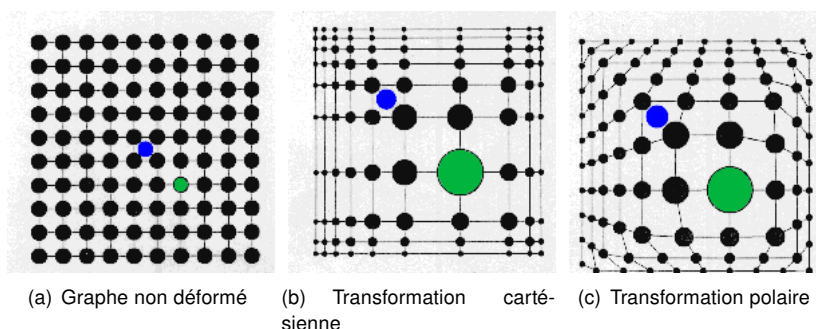 (a) Graphe non déformé
(b) Transformation carté-
sienne
(c) Transformation polaire